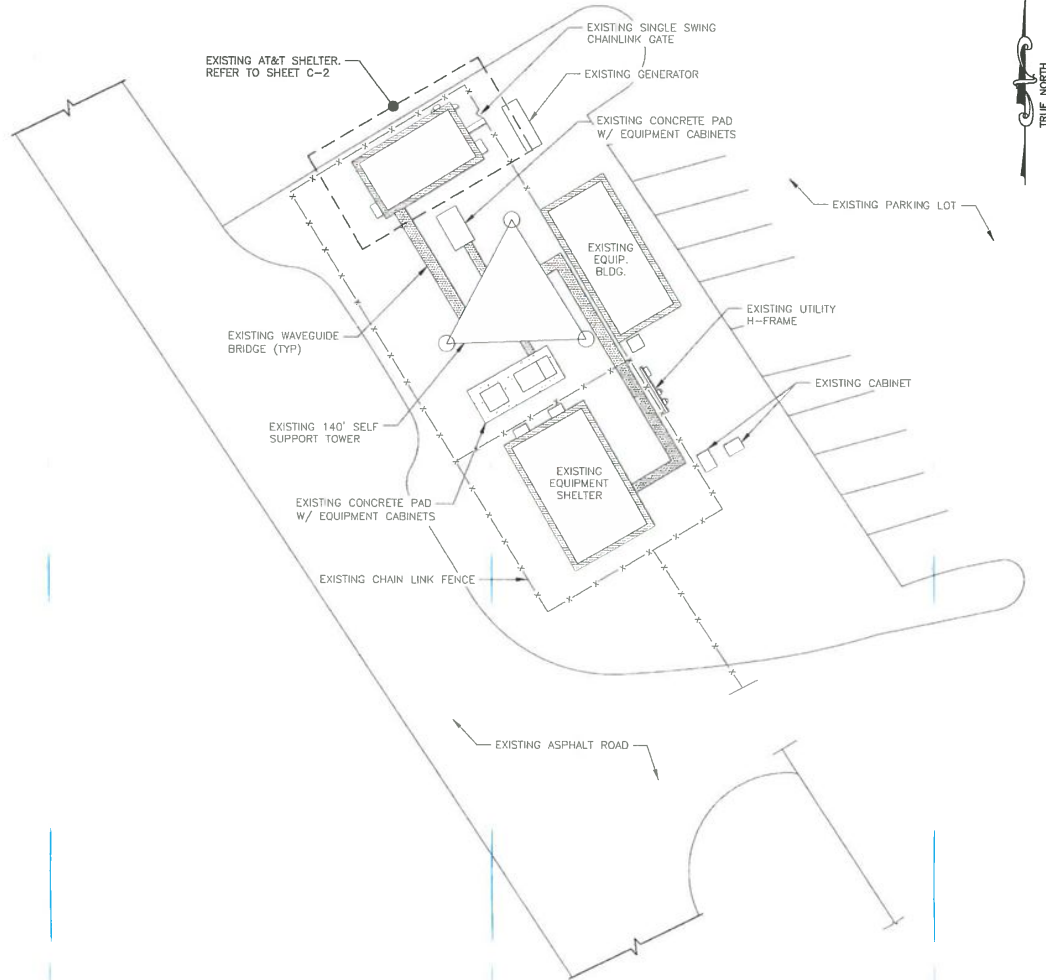 EXISTING SINGLE SWING
CHAINLINK GATE
EXISTING AT&T SHELTER.
REFER TO SHEET C-2
EXISTING GENERATOR
EXISTING CONCRETE PAD
W/ EQUIPMENT CABINETS
TRUE NORTH
EXISTING PARKING LOT
EXISTING
EQUIP.
BLDG.
EXISTING UTILITY
H-FRAME
EXISTING WAVEGUIDE
BRIDGE (TYP)
EXISTING CABINET
EXISTING 140' SELF
SUPPORT TOWER
EXISTING
EQUIPMENT
SHELTER
EXISTING CONCRETE PAD
W/ EQUIPMENT CABINETS
EXISTING CHAIN LINK FENCE
EXISTING ASPHALT ROAD